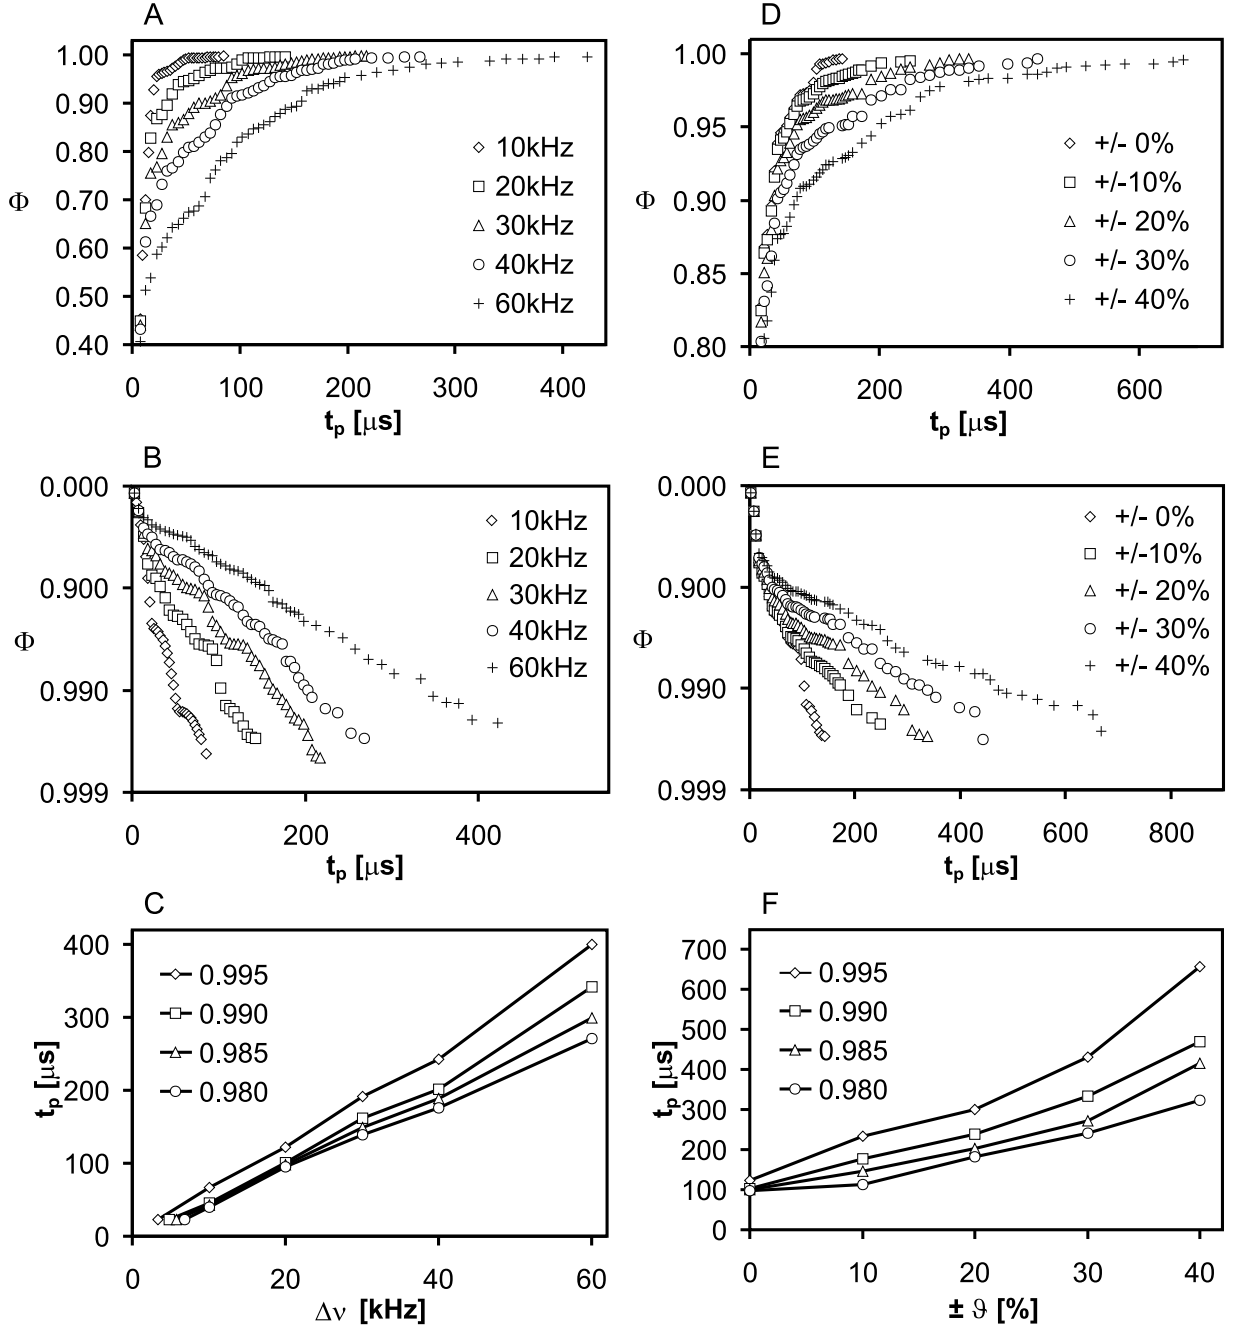 A
1.00
0.90
0.80
0.70
0.60
0.50
0.40
Φ
0 100 200 300 400
tp [μs]
10kHz
20kHz
30kHz
40kHz
60kHz
D
1.00
0.95
0.90
0.85
0.80
Φ
0 200 400 600
tp [μs]
+/- 0%
+/-10%
+/- 20%
+/- 30%
+/- 40%
B
0.000
0.900
0.990
0.999
Φ
0 200 400
tp [μs]
10kHz
20kHz
30kHz
40kHz
60kHz
E
0.000
0.900
0.990
0.999
Φ
0 200 400 600 800
tp [μs]
+/- 0%
+/-10%
+/- 20%
+/- 30%
+/- 40%
C
400
300
200
100
0
tp [μs]
0 20 40 60
Δν [kHz]
0.995
0.990
0.985
0.980
F
700
600
500
400
300
200
100
0
tp [μs]
0 10 20 30 40
± ϑ [%]
0.995
0.990
0.985
0.980